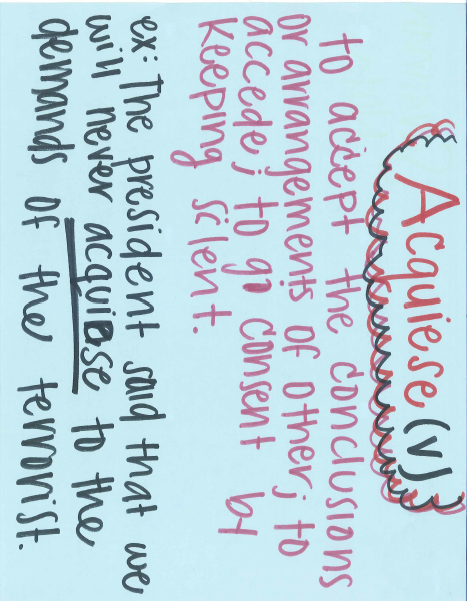 Acquiese (v)
to accept the conclusions
or arrangements of other; to
accede; to go consent by
keeping silent.
ex: The president said that we
will never acquiese to the
demands of the terrorist.